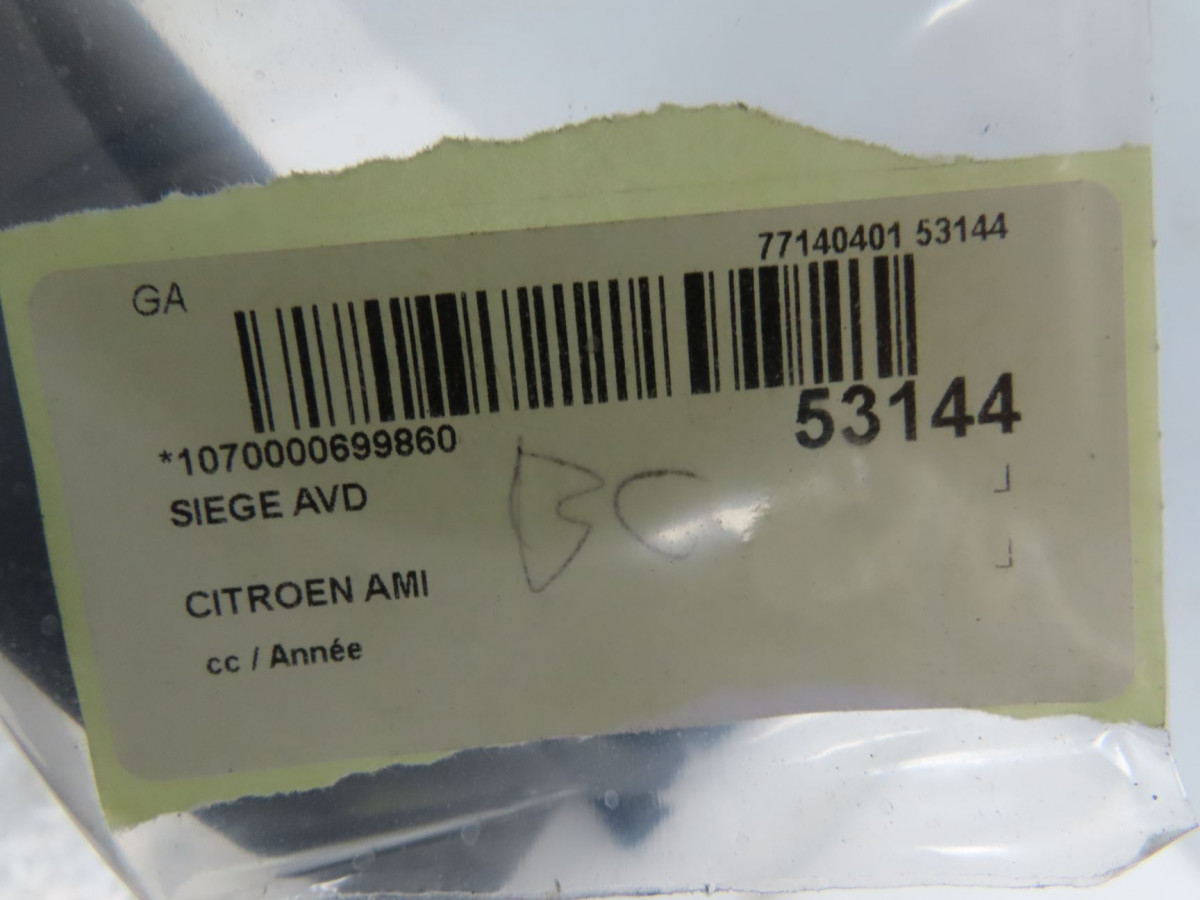 77140401 53144
GA
*1070000699860
53144
SIEGE AVD
BC
CITROEN AMI
cc / Année